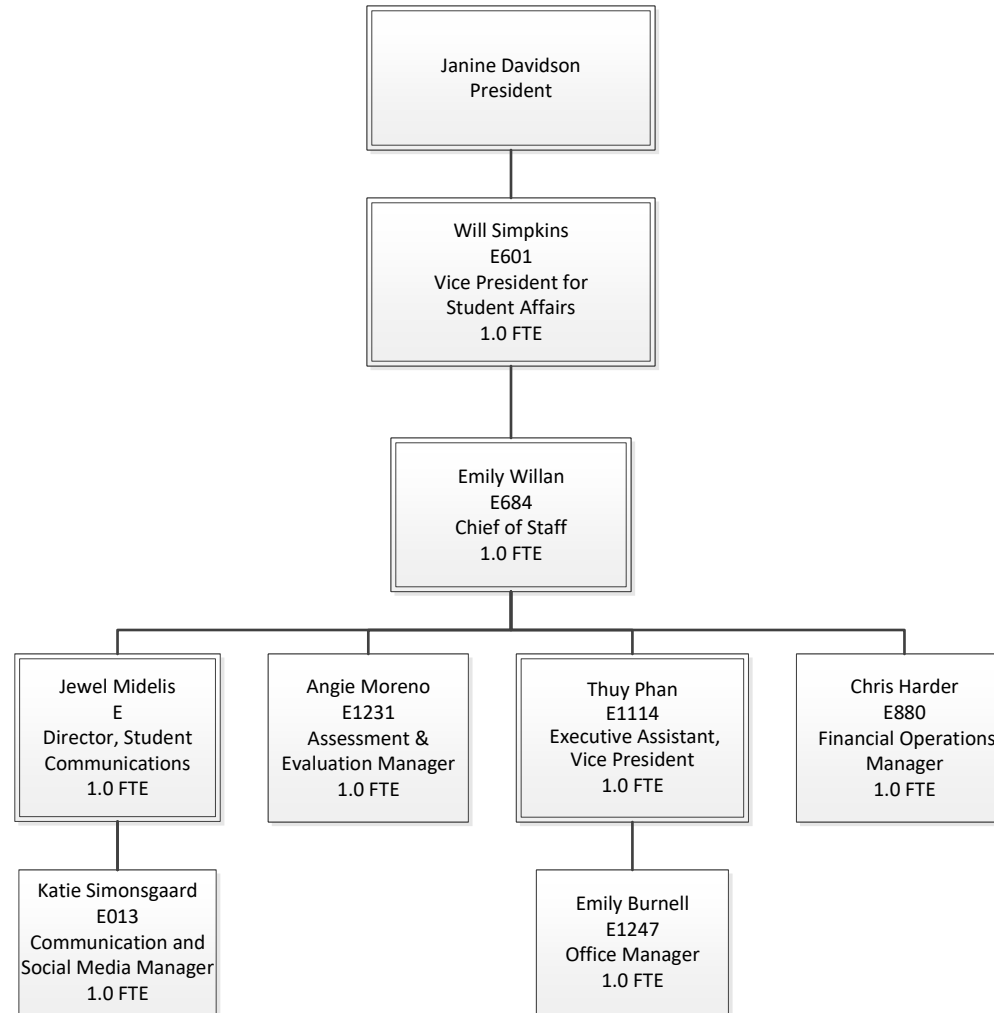 Janine Davidson
President
Will Simpkins
E601
Vice President for
Student Affairs
1.0 FTE
Emily Willan
E684
Chief of Staff
1.0 FTE
Jewel Midelis
E
Director, Student
Communications
1.0 FTE
Angie Moreno
E1231
Assessment &
Evaluation Manager
1.0 FTE
Thuy Phan
E1114
Executive Assistant,
Vice President
1.0 FTE
Chris Harder
E880
Financial Operations
Manager
1.0 FTE
Katie Simonsgaard
E013
Communication and
Social Media Manager
1.0 FTE
Emily Burnell
E1247
Office Manager
1.0 FTE